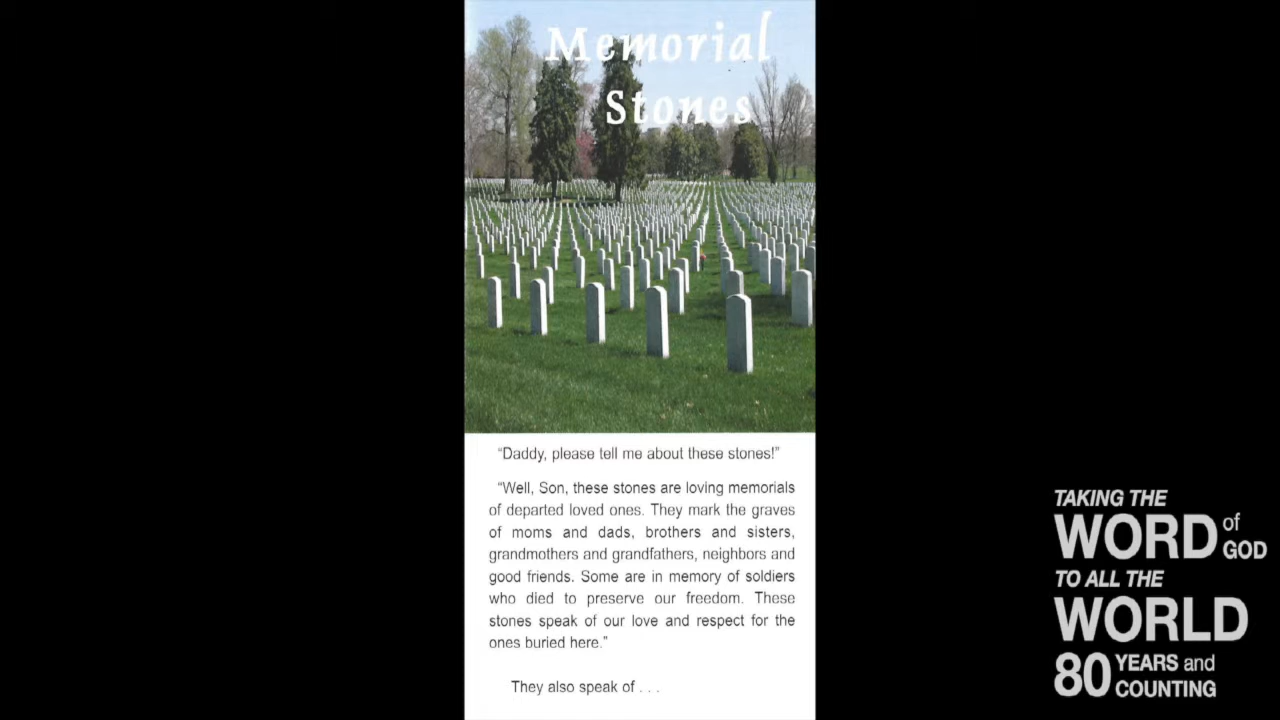 Memorial
Stones
“Daddy, please tell me about these stones!”
“Well, Son, these stones are loving memorials
of departed loved ones. They mark the graves
of moms and dads, brothers and sisters,
grandmothers and grandfathers, neighbors and
good friends. Some are in memory of soldiers
who died to preserve our freedom. These
stones speak of our love and respect for the
ones buried here.”
They also speak of . . .
TAKING THE
WORD of GOD
TO ALL THE
WORLD
80 YEARS and
COUNTING